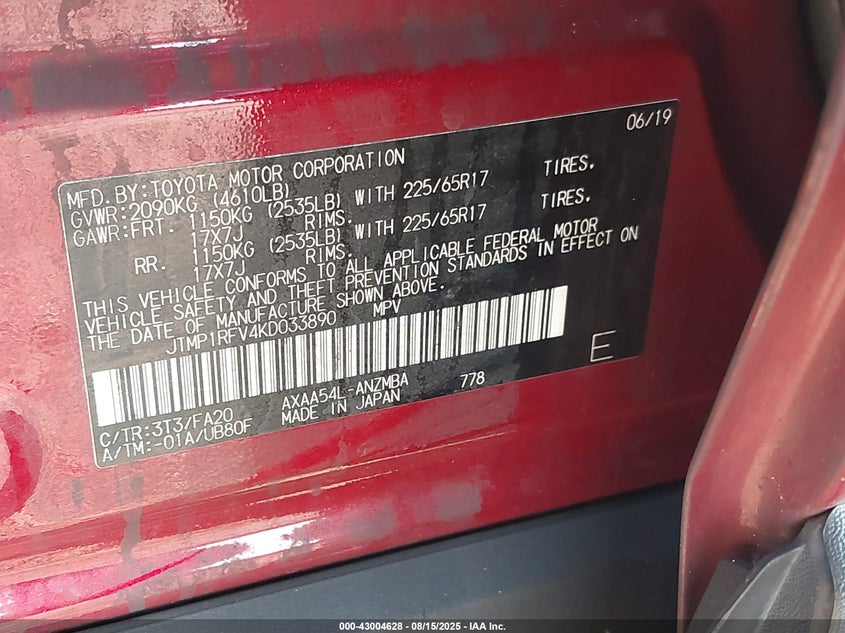 06/19
MFD.BY:TOYOTA MOTOR CORPORATION
GVWR:2090KG (4610LB)
GAWR:FRT. 1150KG (2535LB) WITH 225/65R17 TIRES.
17X7J RIMS.
RR. 1150KG (2535LB) WITH 225/65R17 TIRES.
17X7J RIMS.
THIS VEHICLE CONFORMS TO ALL APPLICABLE FEDERAL MOTOR
VEHICLE SAFETY AND THEFT PREVENTION STANDARDS IN EFFECT ON
THE DATE OF MANUFACTURE SHOWN ABOVE.
JTMP1RFV4KD033890 MPV
E
AXAA54L-ANZMBA 778
C/TR:3T3/FA20 MADE IN JAPAN
A/TM:-01A/UB80F
000-43004628 - 08/15/2025 - IAA Inc.